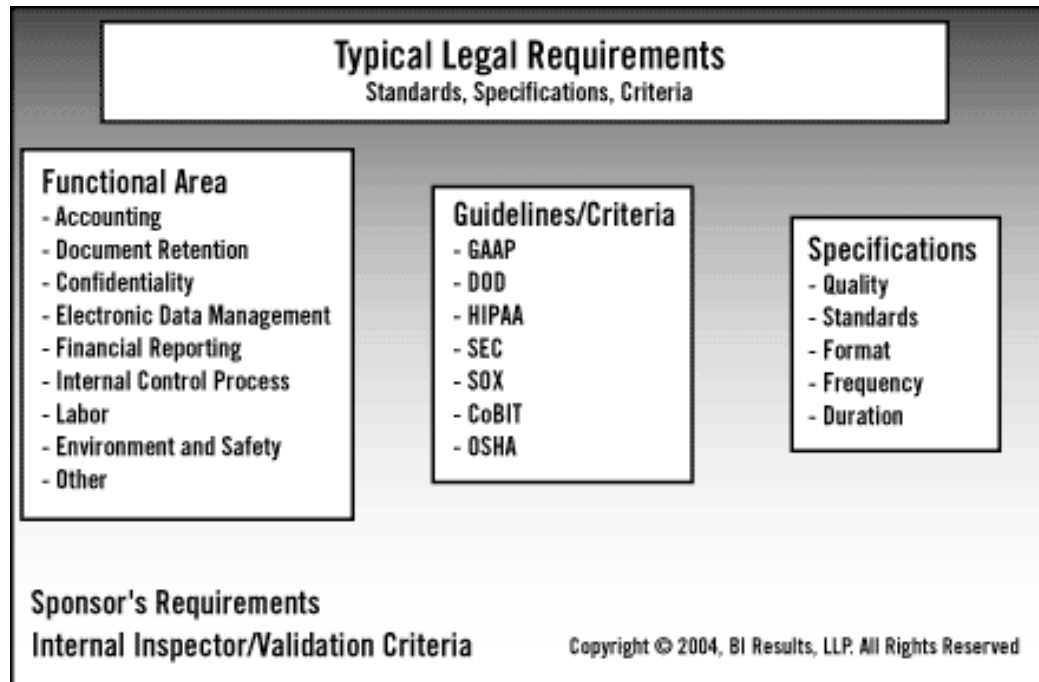 Typical Legal Requirements
Standards, Specifications, Criteria
Functional Area
- Accounting
- Document Retention
- Confidentiality
- Electronic Data Management
- Financial Reporting
- Internal Control Process
- Labor
- Environment and Safety
- Other
Guidelines/Criteria
- GAAP
- DOD
- HIPAA
- SEC
- SOX
- CoBIT
- OSHA
Specifications
- Quality
- Standards
- Format
- Frequency
- Duration
Sponsor's Requirements
Internal Inspector/Validation Criteria
Copyright © 2004, BI Results, LLP. All Rights Reserved